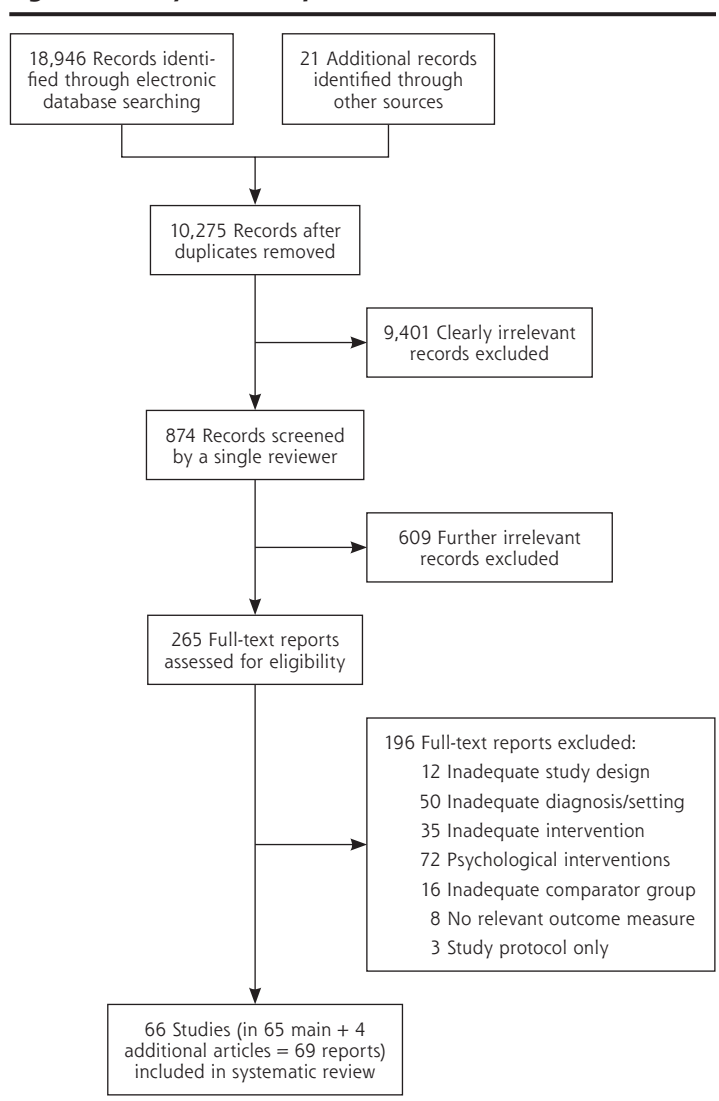 18,946 Records identi-
fied through electronic
database searching
21 Additional records
identified through
other sources
10,275 Records after
duplicates removed
9,401 Clearly irrelevant
records excluded
874 Records screened
by a single reviewer
609 Further irrelevant
records excluded
265 Full-text reports
assessed for eligibility
196 Full-text reports excluded:
12 Inadequate study design
50 Inadequate diagnosis/setting
35 Inadequate intervention
72 Psychological interventions
16 Inadequate comparator group
8 No relevant outcome measure
3 Study protocol only
66 Studies (in 65 main + 4
additional articles = 69 reports)
included in systematic review